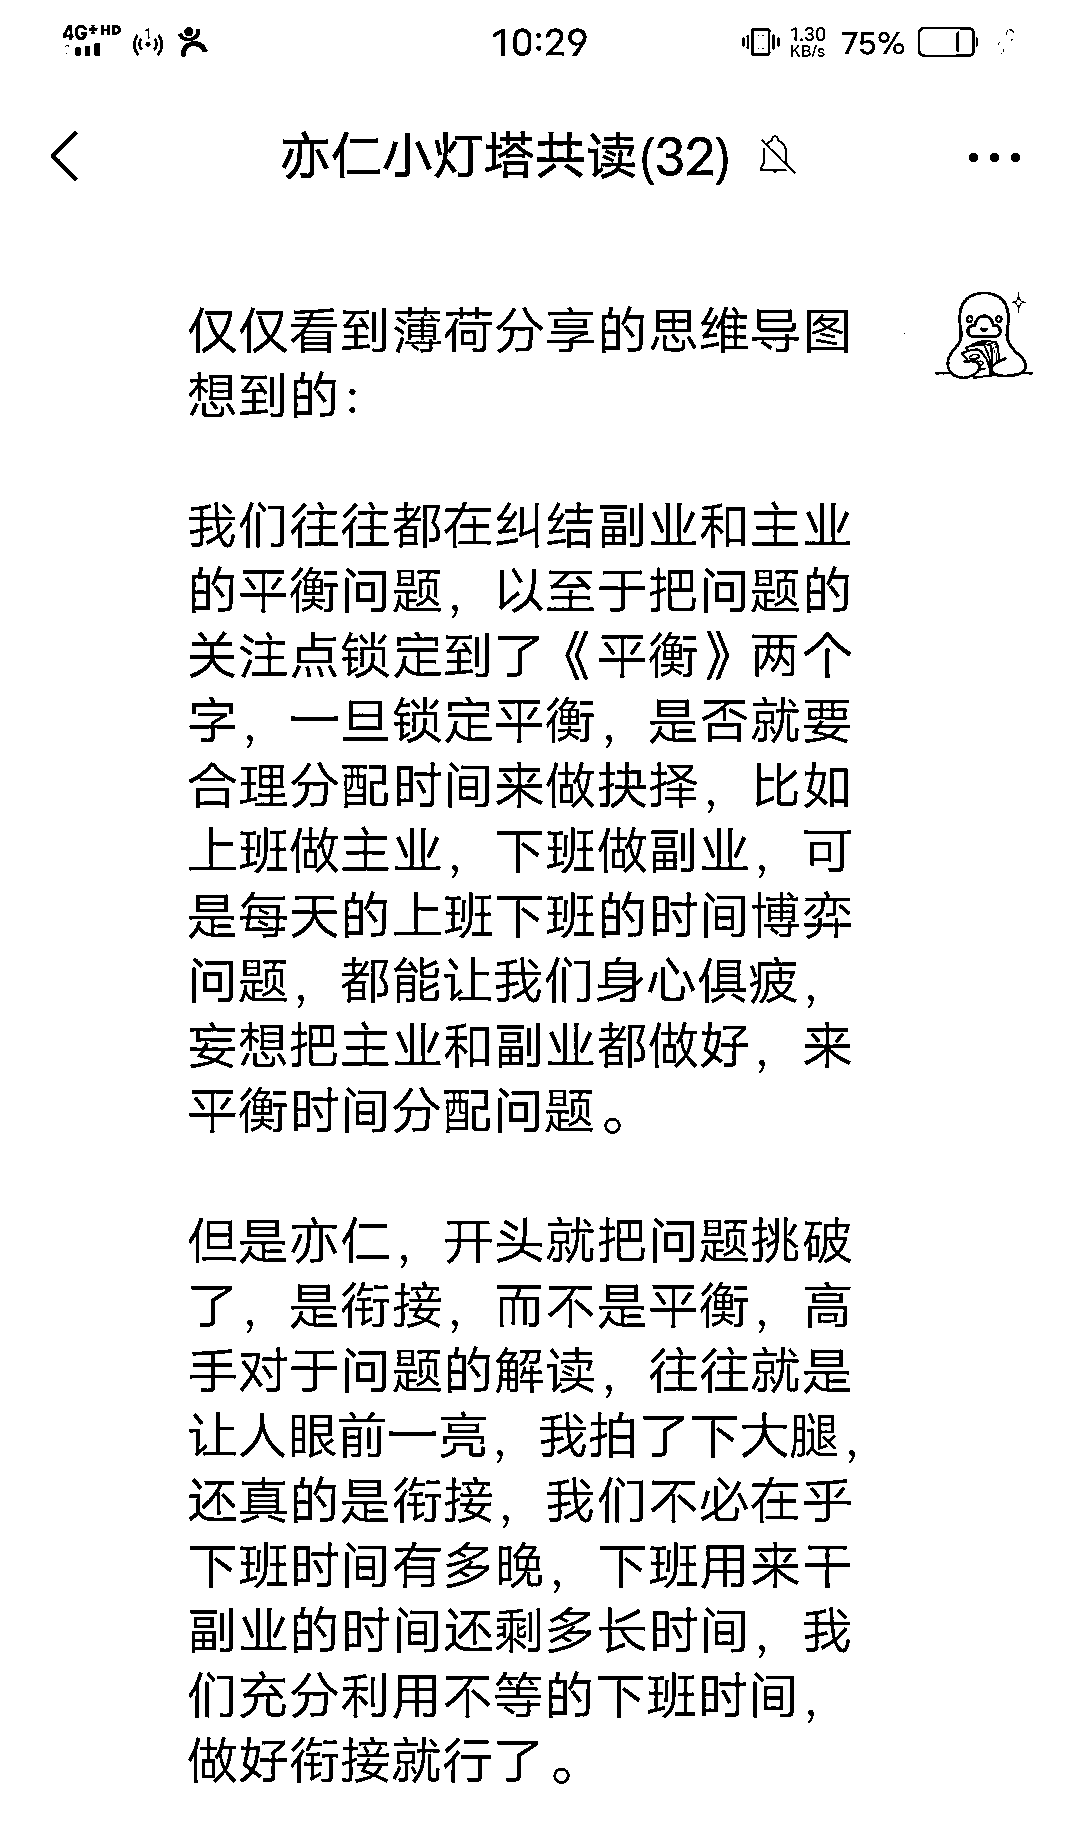 4G+HD
10:29
1.30
KB/s
75%
亦仁小灯塔共读(32)
仅仅看到薄荷分享的思维导图
想到的：
我们往往都在纠结副业和主业
的平衡问题，以至于把问题的
关注点锁定到了《平衡》两个
字，一旦锁定平衡，是否就要
合理分配时间来做抉择，比如
上班做主业，下班做副业，可
是每天的上班下班的时间博弈
问题，都能让我们身心俱疲，
妄想把主业和副业都做好，来
平衡时间分配问题。
但是亦仁，开头就把问题挑破
了，是衔接，而不是平衡，高
手对于问题的解读，往往就是
让人眼前一亮，我拍了下大腿，
还真的是衔接，我们不必在乎
下班时间有多晚，下班用来干
副业的时间还剩多长时间，我
们充分利用不等的下班时间，
做好衔接就行了。